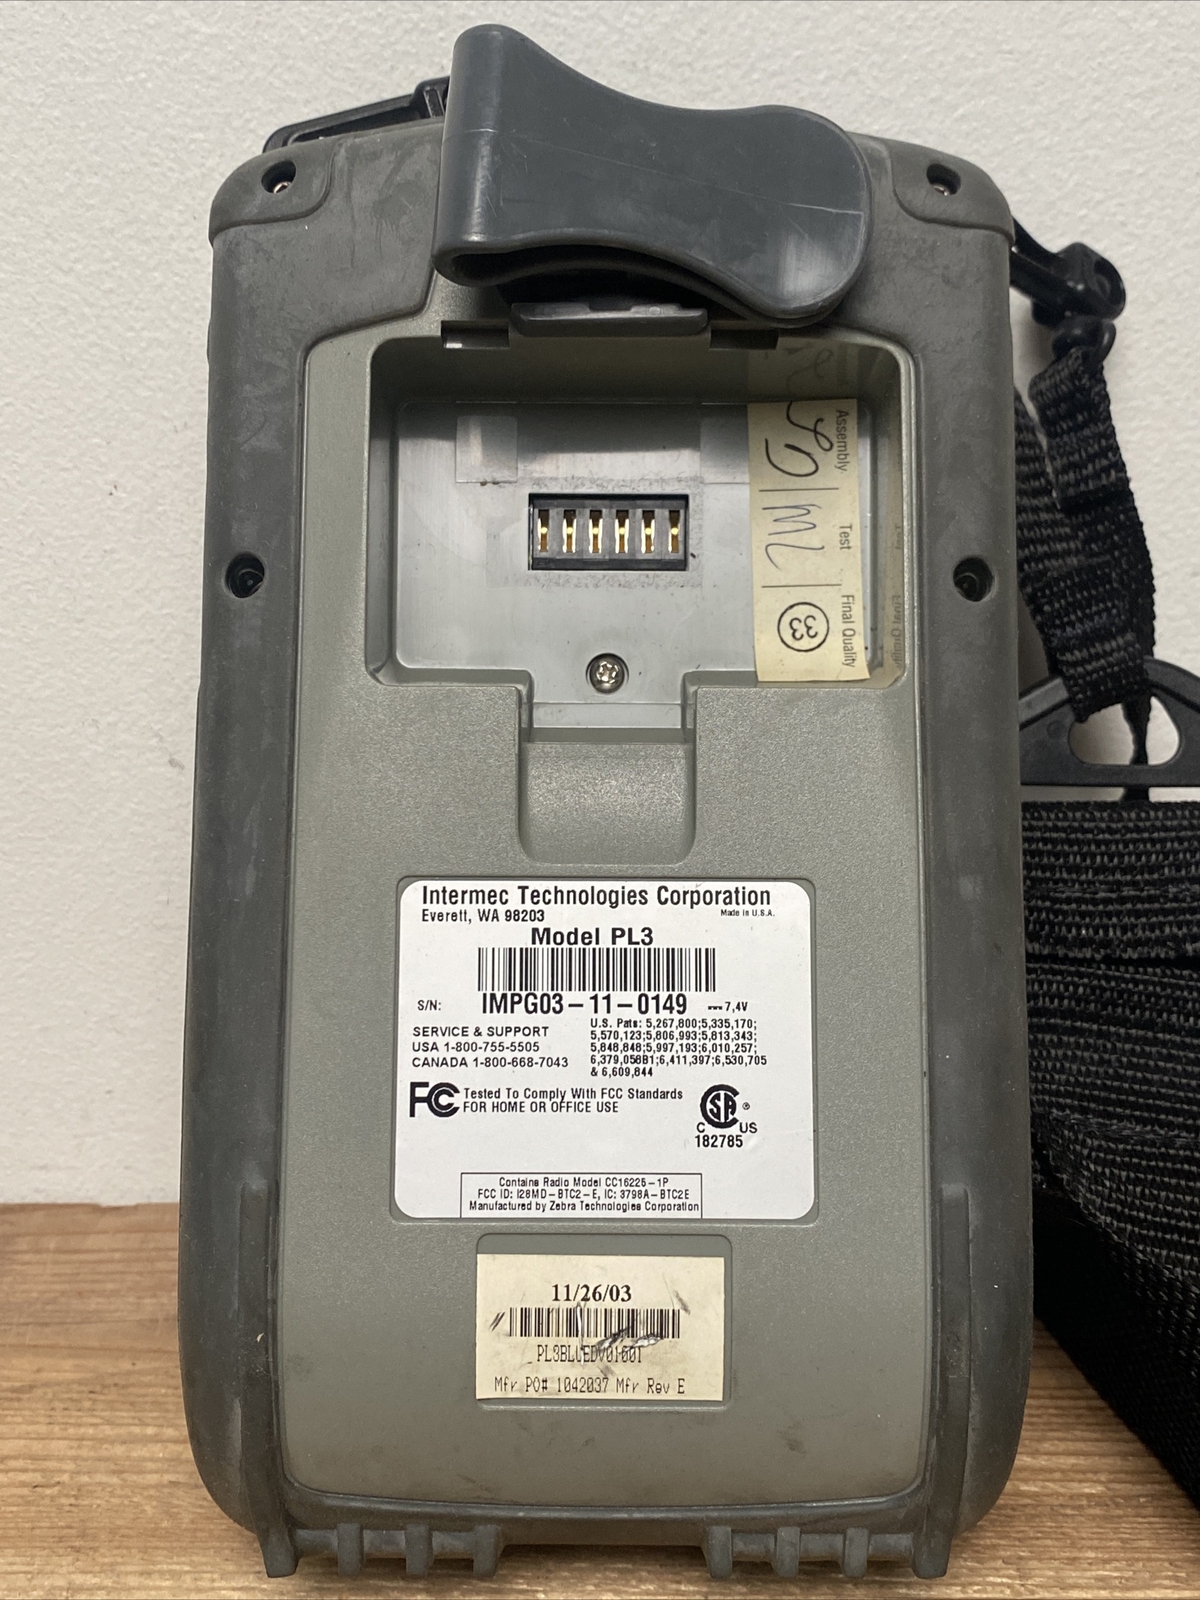 Assembly Test Final Quality
ML 33
Intermec Technologies Corporation
Everett, WA 98203 Made in U.S.A.
Model PL3
S/N: IMPG03-11-0149 7,4V
SERVICE & SUPPORT
USA 1-800-755-5505
CANADA 1-800-668-7043
U.S. Pats: 5,267,800;5,335,170;
5,570,123;5,806,993;5,813,343;
5,848,848;5,997,193;6,010,257;
6,379,058B1;6,411,397;6,530,705
& 6,609,844
FC Tested To Comply With FCC Standards
FOR HOME OR OFFICE USE
CSA ®
C US
182785
Contains Radio Model CC16225-1P
FCC ID: I28MD-BTC2-E, IC: 3798A-BTC2E
Manufactured by Zebra Technologies Corporation
11/26/03
Mfr PO# 1042037 Mfr Rev E